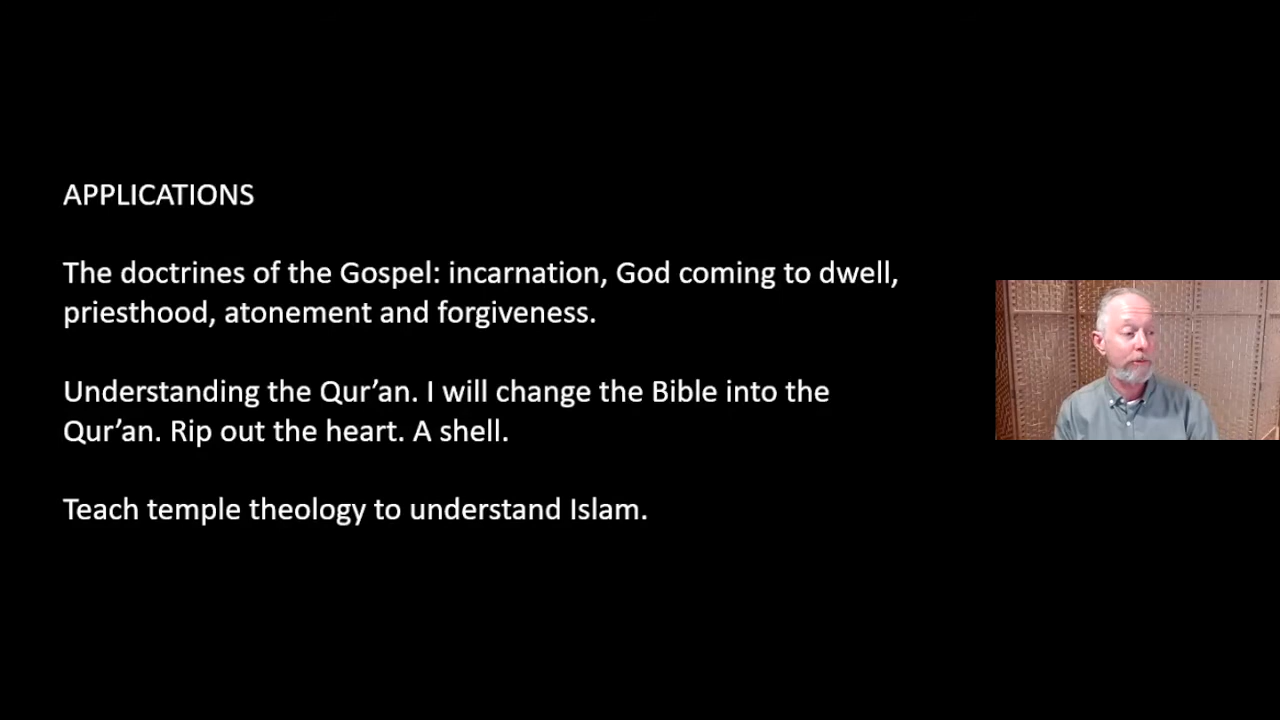 APPLICATIONS
The doctrines of the Gospel: incarnation, God coming to dwell,
priesthood, atonement and forgiveness.
Understanding the Qur’an. I will change the Bible into the
Qur’an. Rip out the heart. A shell.
Teach temple theology to understand Islam.